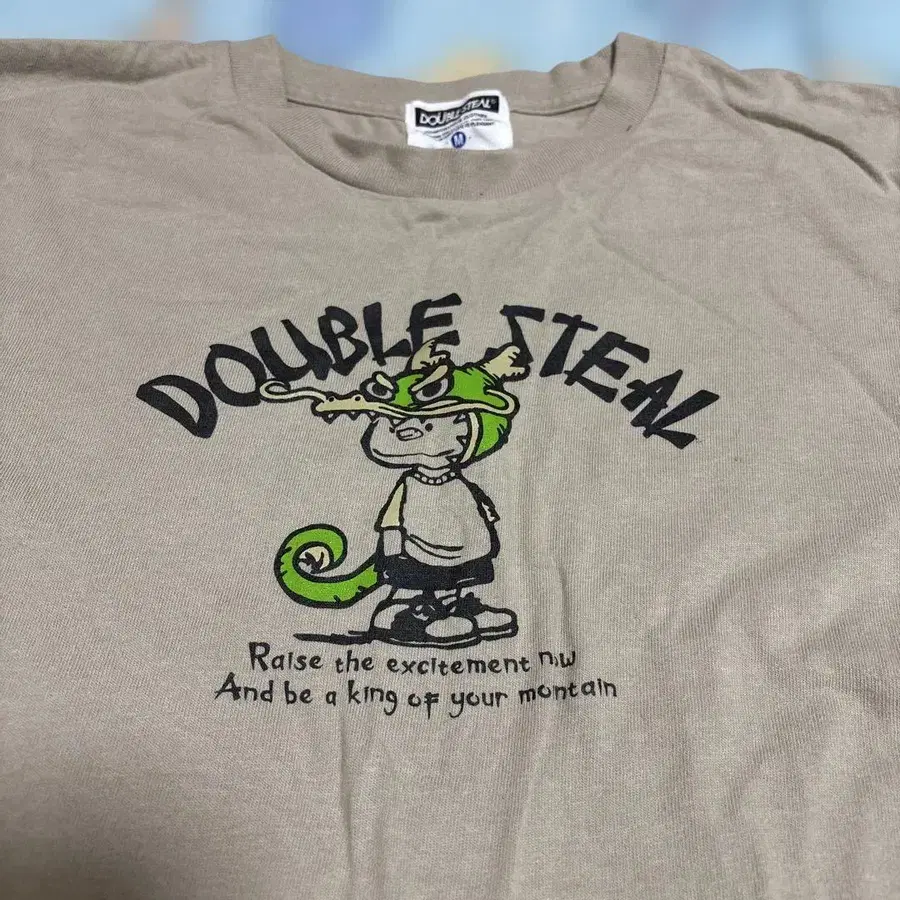 DOUBLE STEAL
M
DOUBLE STEAL
Raise the excitement now
And be a king of your montain